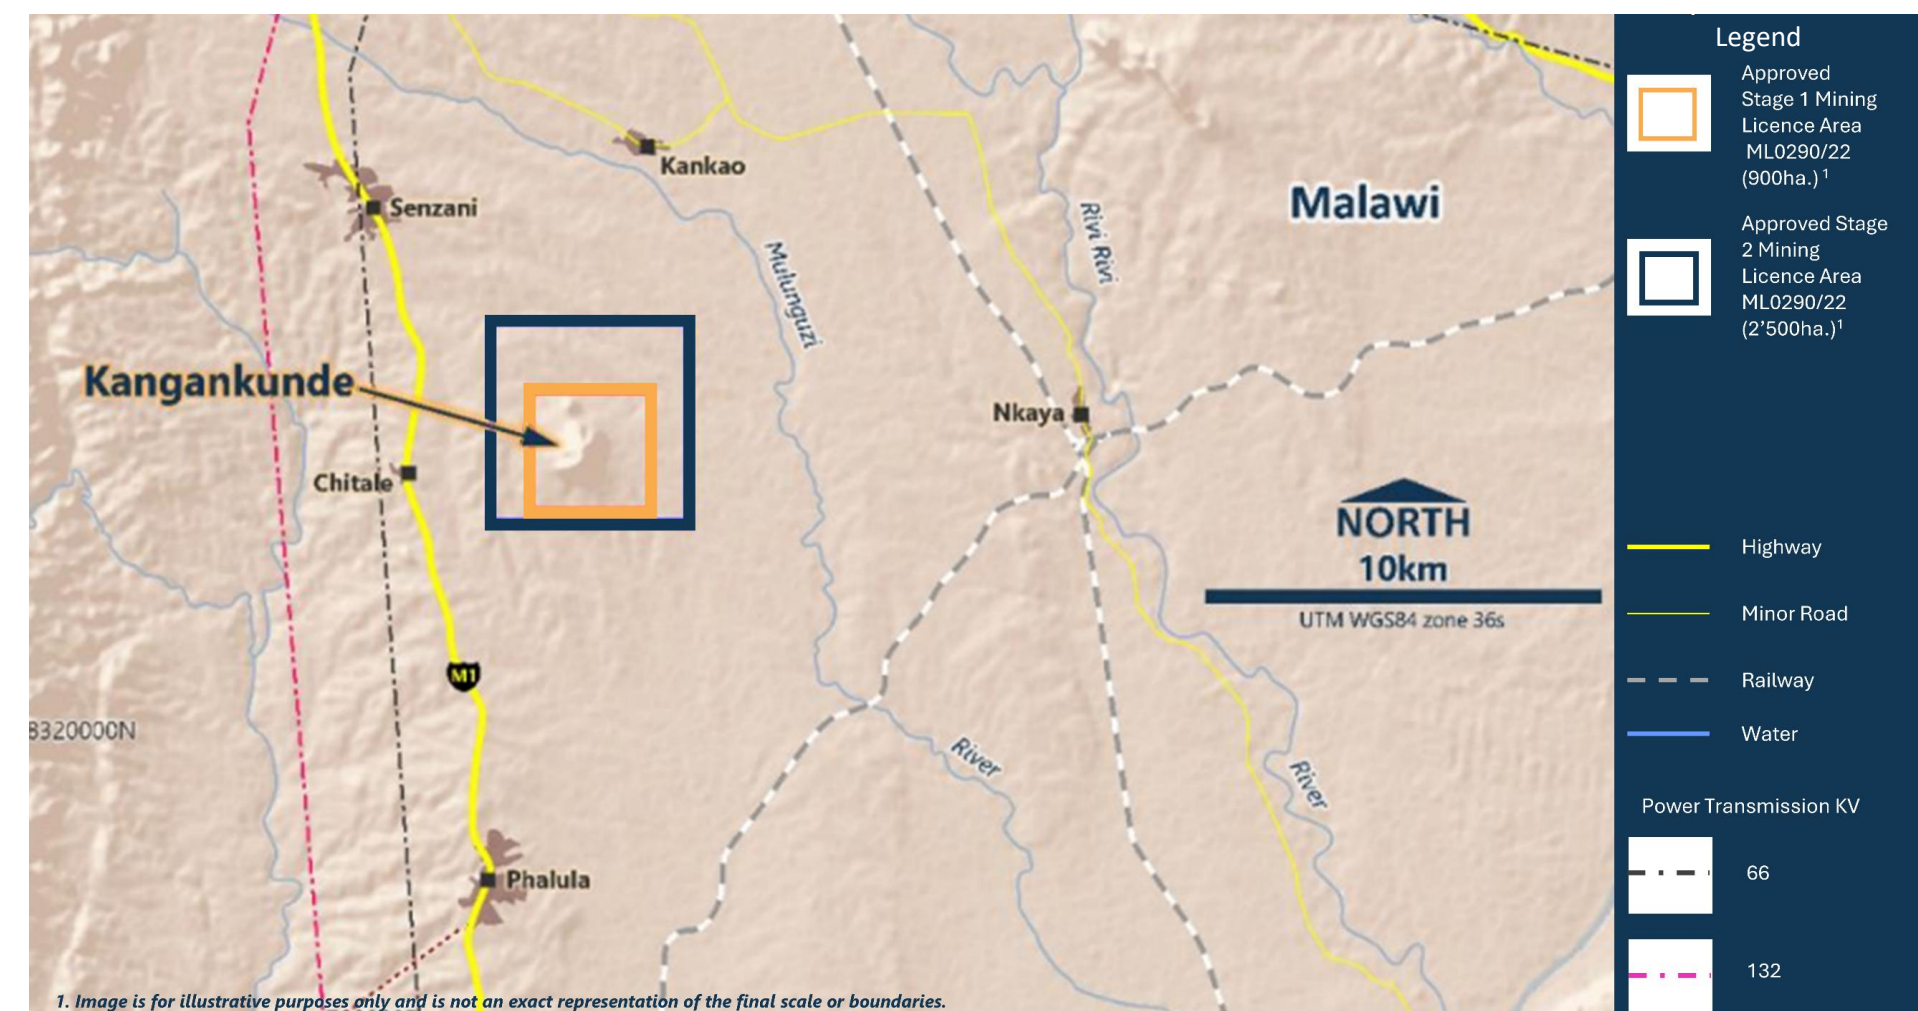 Kankao
Senzani
Malawi
Rivi Rivi
Mulunguzi
Kangankunde
Nkaya
Chitale
NORTH
10km
UTM WGS84 zone 36s
M1
8320000N
River
River
Phalula
1. Image is for illustrative purposes only and is not an exact representation of the final scale or boundaries.
Legend
Approved
Stage 1 Mining
Licence Area
ML0290/22
(900ha.) 1
Approved Stage
2 Mining
Licence Area
ML0290/22
(2'500ha.)1
Highway
Minor Road
Railway
Water
Power Transmission KV
66
132